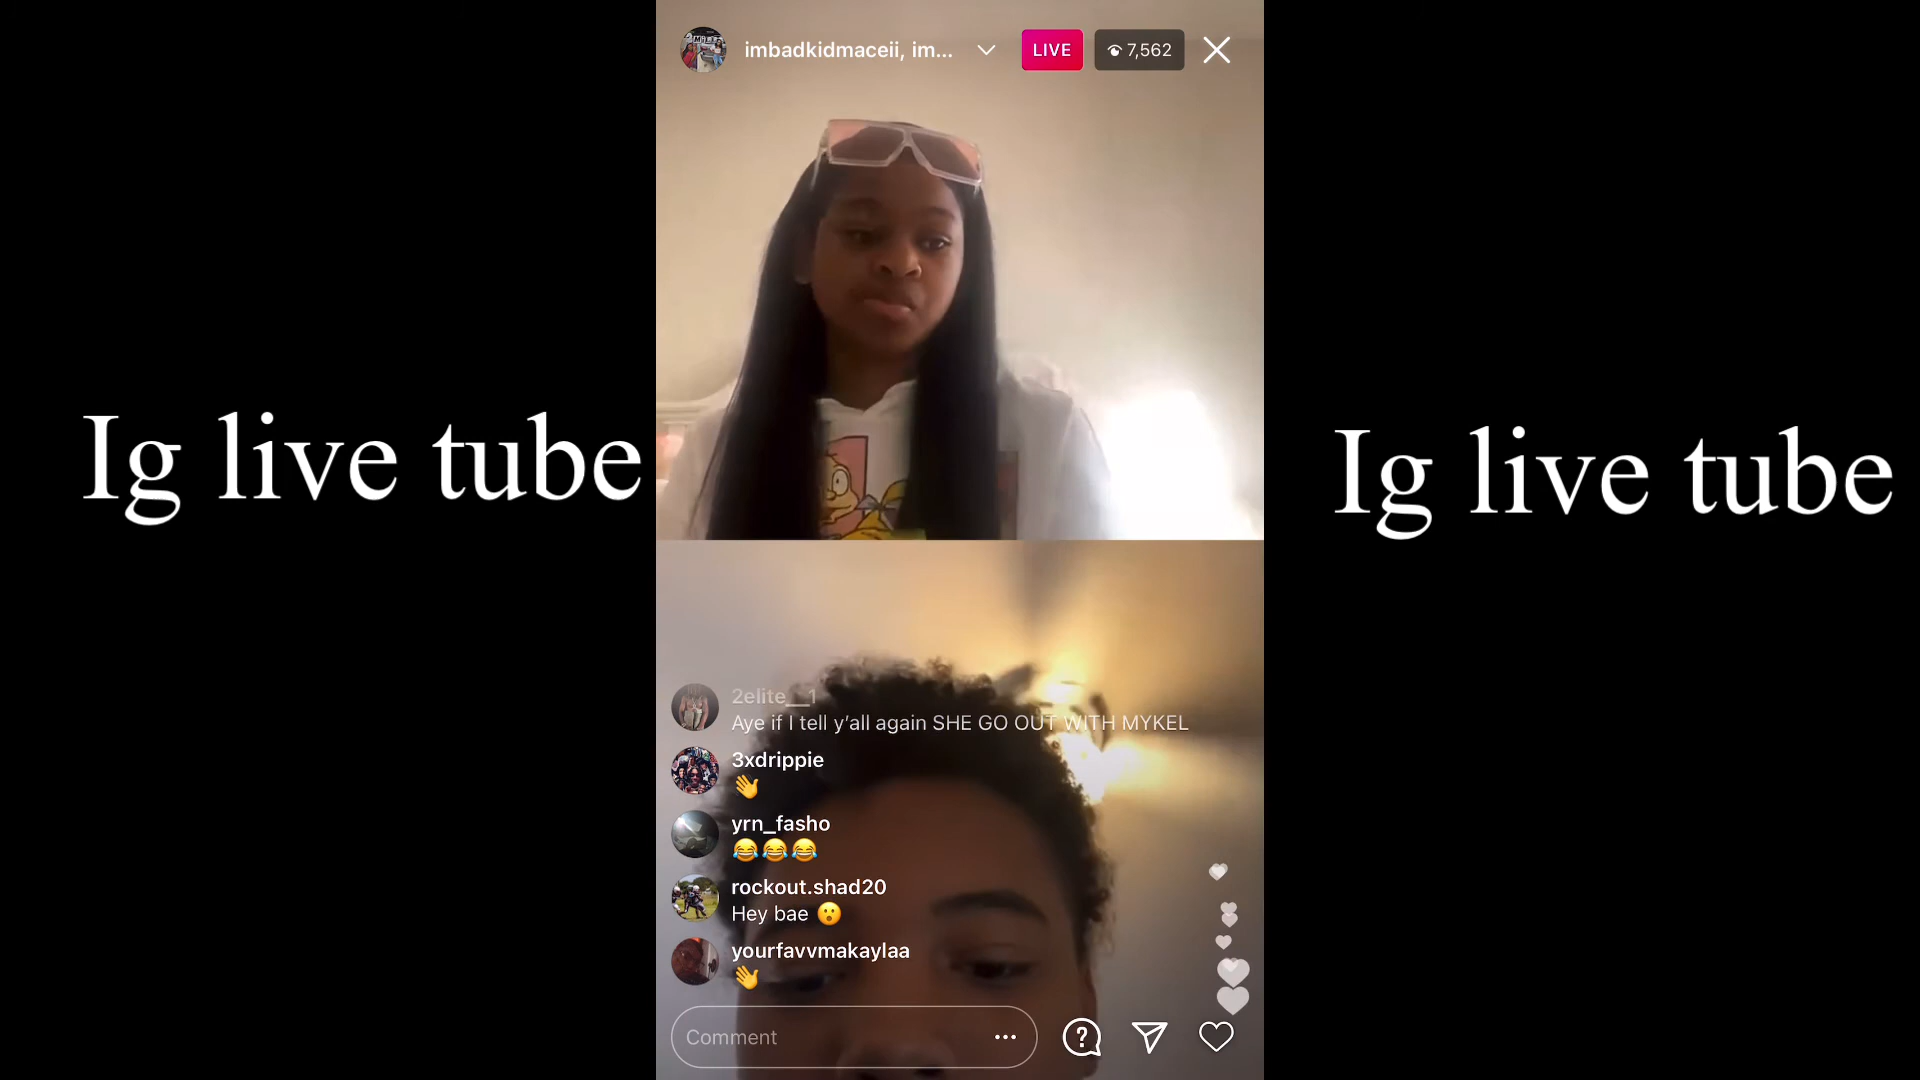 imbadkidmaceii, im...
LIVE
7,562
Ig live tube
Ig live tube
2elite__1
Aye if I tell y’all again SHE GO OUT WITH MYKEL
3xdrippie
👋
yrn_fasho
😂😂😂
rockout.shad20
Hey bae 😮
yourfavvmakaylaa
👋
Comment